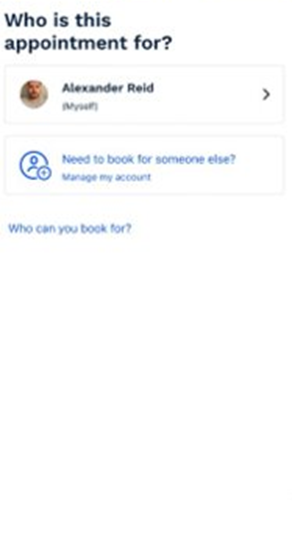 Who is this
appointment for?
Alexander Reid
(Myself)
Need to book for someone else?
Manage my account
Who can you book for?